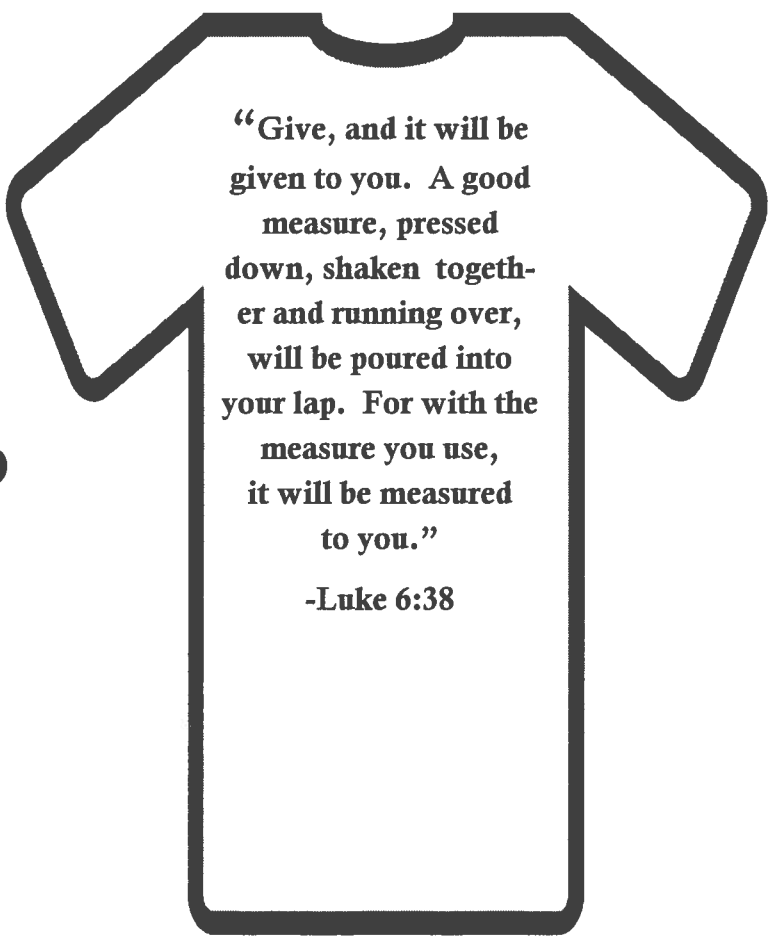 “Give, and it will be
given to you.  A good
measure, pressed
down, shaken  togeth-
er and running over,
will be poured into
your lap.  For with the
measure you use,
it will be measured
to you.”
-Luke 6:38